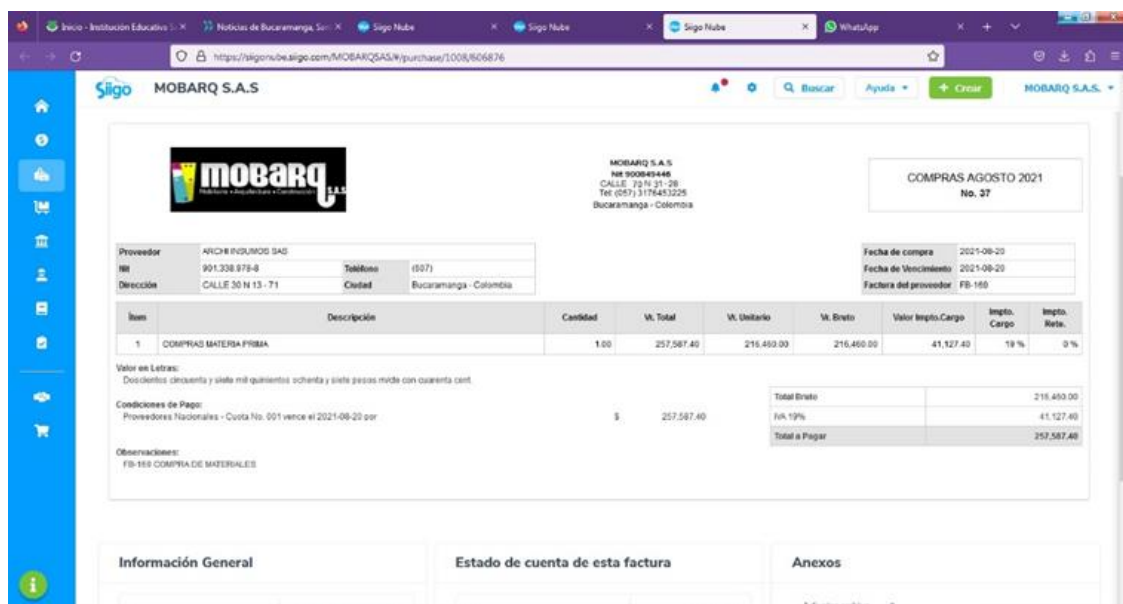 Inicio - Institución Educativa S
Noticias de Bucaramanga, San
Siigo Nube
Siigo Nube
Siigo Nube
WhatsApp
https://siigonube.siigo.com/MOBARQSAS/#/purchase/1008/606876
Siigo
MOBARQ S.A.S
Buscar
Ayuda
+ Crear
MOBARQ S.A.S.
mobarq S.A.S
Mobiliario • Arquitectura • Construcción
MOBARQ S.A.S
Nit 900849446
Tel: (057) 3176453225
Bucaramanga - Colombia
COMPRAS AGOSTO 2021
No. 37
Proveedor ARCHI INSUMOS SAS
Nit 901.338.978-8 Teléfono (607)
Dirección CALLE 30 N 13 - 71 Ciudad Bucaramanga - Colombia
Fecha de compra 2021-08-20
Fecha de Vencimiento 2021-08-20
Factura del proveedor FB-169
Ítem Descripción Cantidad Vr. Total Vr. Unitario Vr. Bruto Valor Impto.Cargo Impto. Cargo Impto. Rete.
1 COMPRAS MATERIA PRIMA 1.00 257,587.40 216,460.00 216,460.00 41,127.40 19 % 0 %
Valor en Letras:
Doscientos cincuenta y siete mil quinientos ochenta y siete pesos m/cte con cuarenta cent.
Condiciones de Pago:
Proveedores Nacionales - Cuota No. 001 vence el 2021-08-20 por $ 257,587.40
Total Bruto 216,460.00
IVA 19% 41,127.40
Total a Pagar 257,587.40
Observaciones:
FB-169 COMPRA DE MATERIALES
Información General
Estado de cuenta de esta factura
Anexos